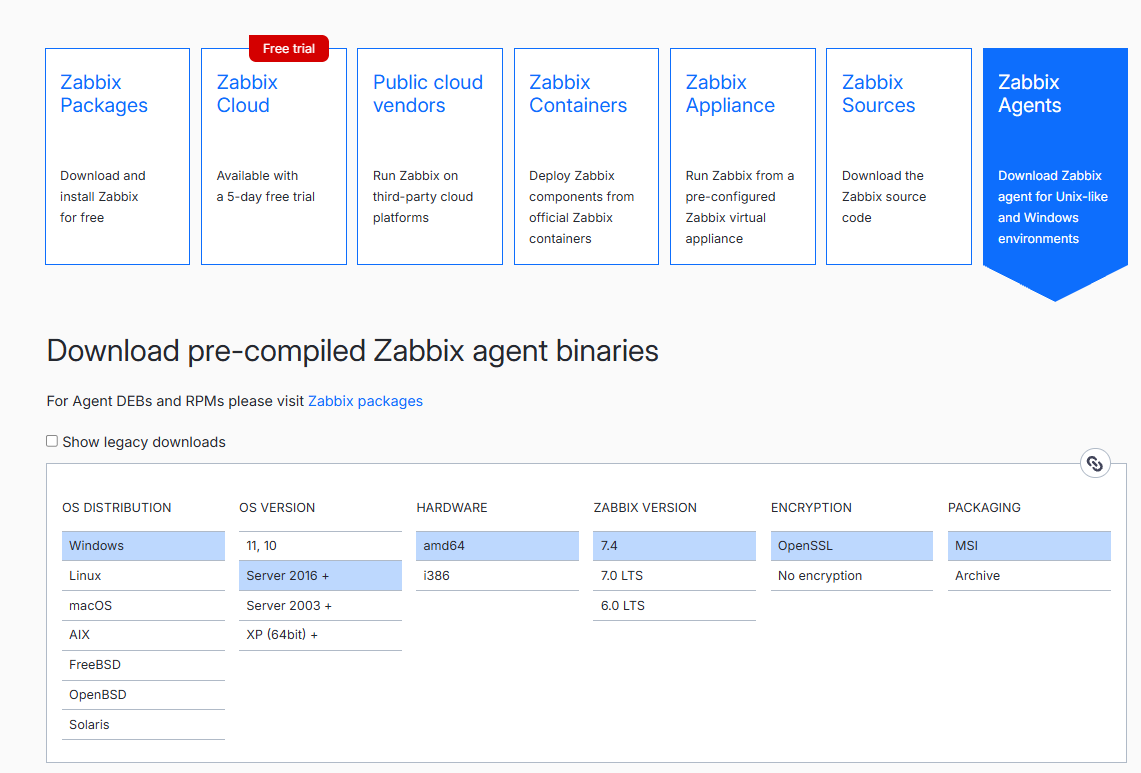 Free trial
Zabbix
Packages
Download and
install Zabbix
for free
Zabbix
Cloud
Available with
a 5-day free trial
Public cloud
vendors
Run Zabbix on
third-party cloud
platforms
Zabbix
Containers
Deploy Zabbix
components from
official Zabbix
containers
Zabbix
Appliance
Run Zabbix from a
pre-configured
Zabbix virtual
appliance
Zabbix
Sources
Download the
Zabbix source
code
Zabbix
Agents
Download Zabbix
agent for Unix-like
and Windows
environments
Download pre-compiled Zabbix agent binaries
For Agent DEBs and RPMs please visit Zabbix packages
Show legacy downloads
OS DISTRIBUTION
Windows
Linux
macOS
AIX
FreeBSD
OpenBSD
Solaris
OS VERSION
11, 10
Server 2016 +
Server 2003 +
XP (64bit) +
HARDWARE
amd64
i386
ZABBIX VERSION
7.4
7.0 LTS
6.0 LTS
ENCRYPTION
OpenSSL
No encryption
PACKAGING
MSI
Archive